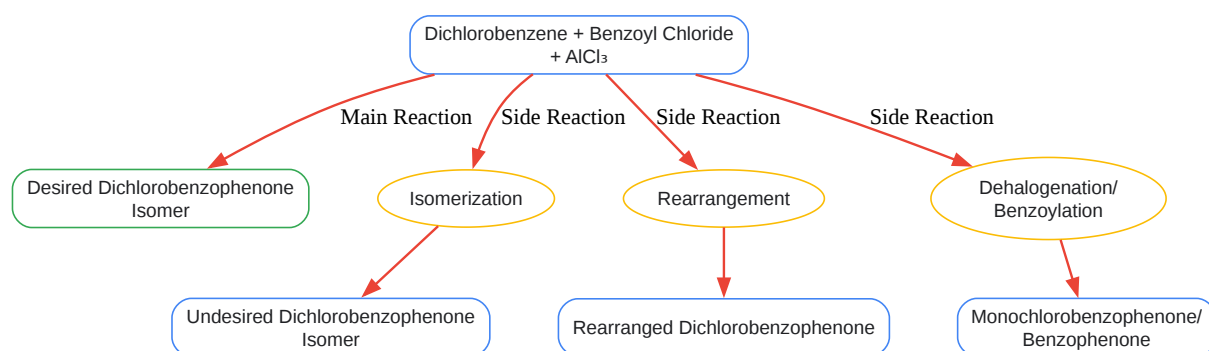 Dichlorobenzene + Benzoyl Chloride
+ AlCl₃
Main Reaction
Side Reaction
Side Reaction
Side Reaction
Desired Dichlorobenzophenone
Isomer
Isomerization
Rearrangement
Dehalogenation/
Benzoylation
Undesired Dichlorobenzophenone
Isomer
Rearranged Dichlorobenzophenone
Monochlorobenzophenone/
Benzophenone